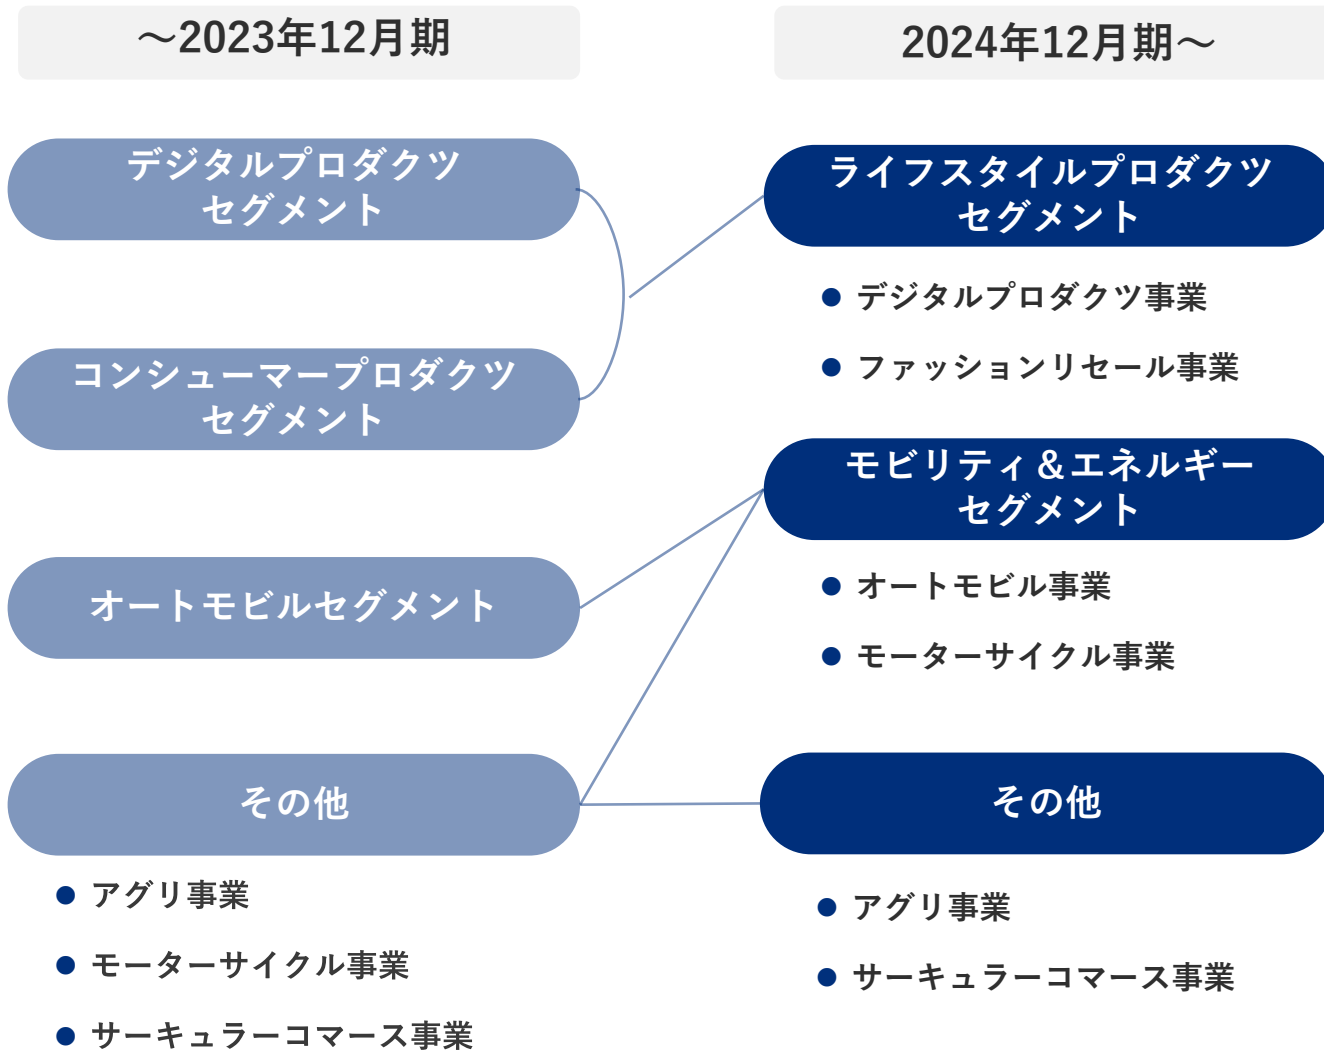 ～2023年12月期
デジタルプロダクツ
セグメント
コンシューマープロダクツ
セグメント
オートモビルセグメント
その他
● アグリ事業
● モーターサイクル事業
● サーキュラーコマース事業
2024年12月期～
ライフスタイルプロダクツ
セグメント
● デジタルプロダクツ事業
● ファッションリセール事業
モビリティ＆エネルギー
セグメント
● オートモビル事業
● モーターサイクル事業
その他
● アグリ事業
● サーキュラーコマース事業